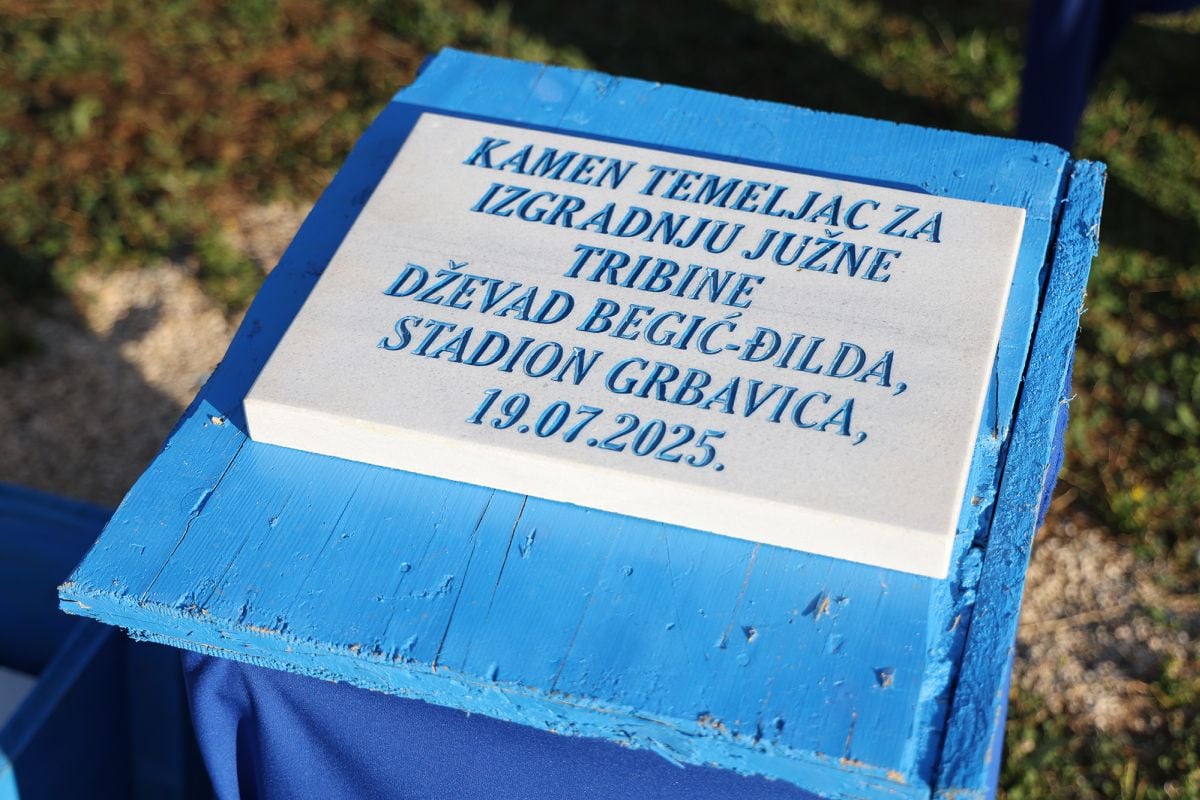 KAMEN TEMELJAC ZA
IZGRADNJU JUŽNE
TRIBINE
DŽEVAD BEGIĆ-ĐILDA,
STADION GRBAVICA,
19.07.2025.